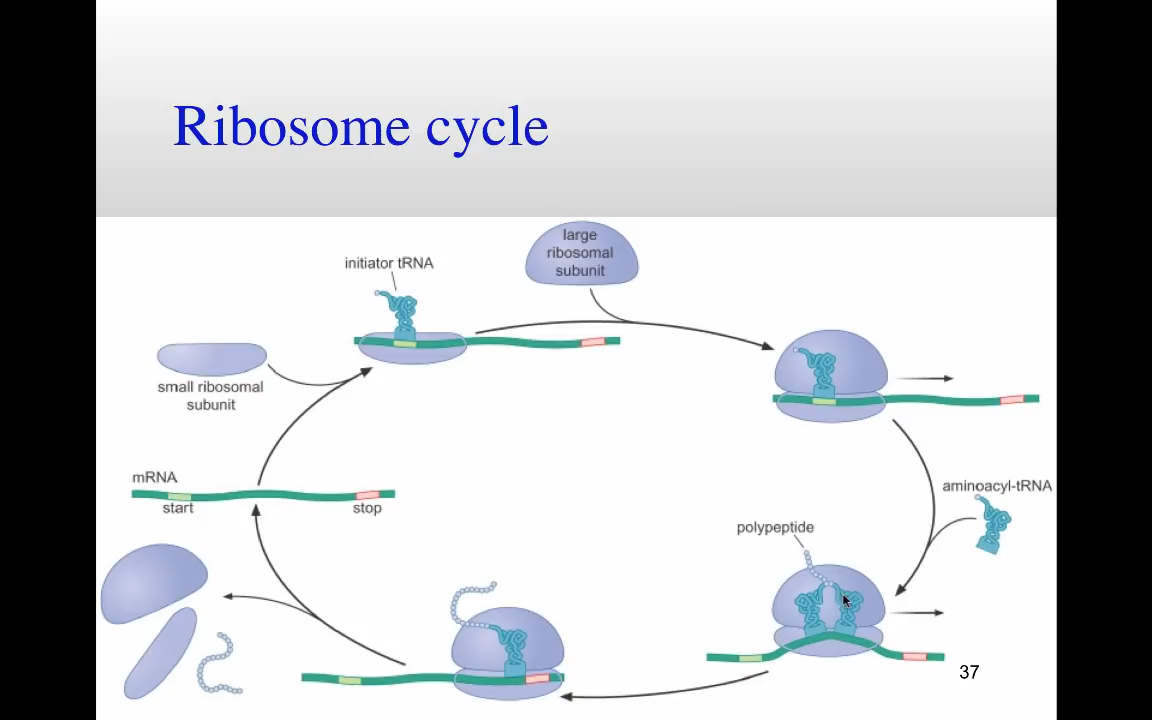 Ribosome cycle
large
ribosomal
subunit
initiator tRNA
small ribosomal
subunit
mRNA
start
stop
aminoacyl-tRNA
polypeptide
37